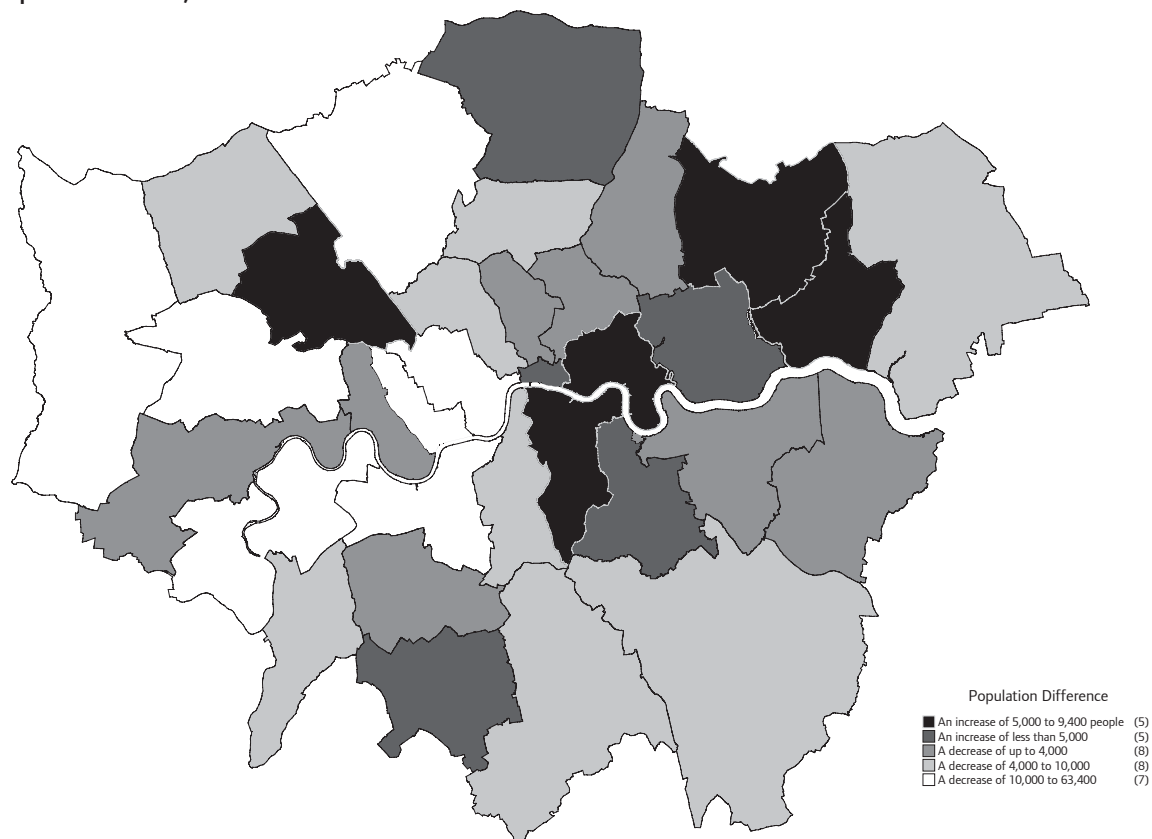 Population Difference
An increase of 5,000 to 9,400 people (5)
An increase of less than 5,000 (5)
A decrease of up to 4,000 (8)
A decrease of 4,000 to 10,000 (8)
A decrease of 10,000 to 63,400 (7)